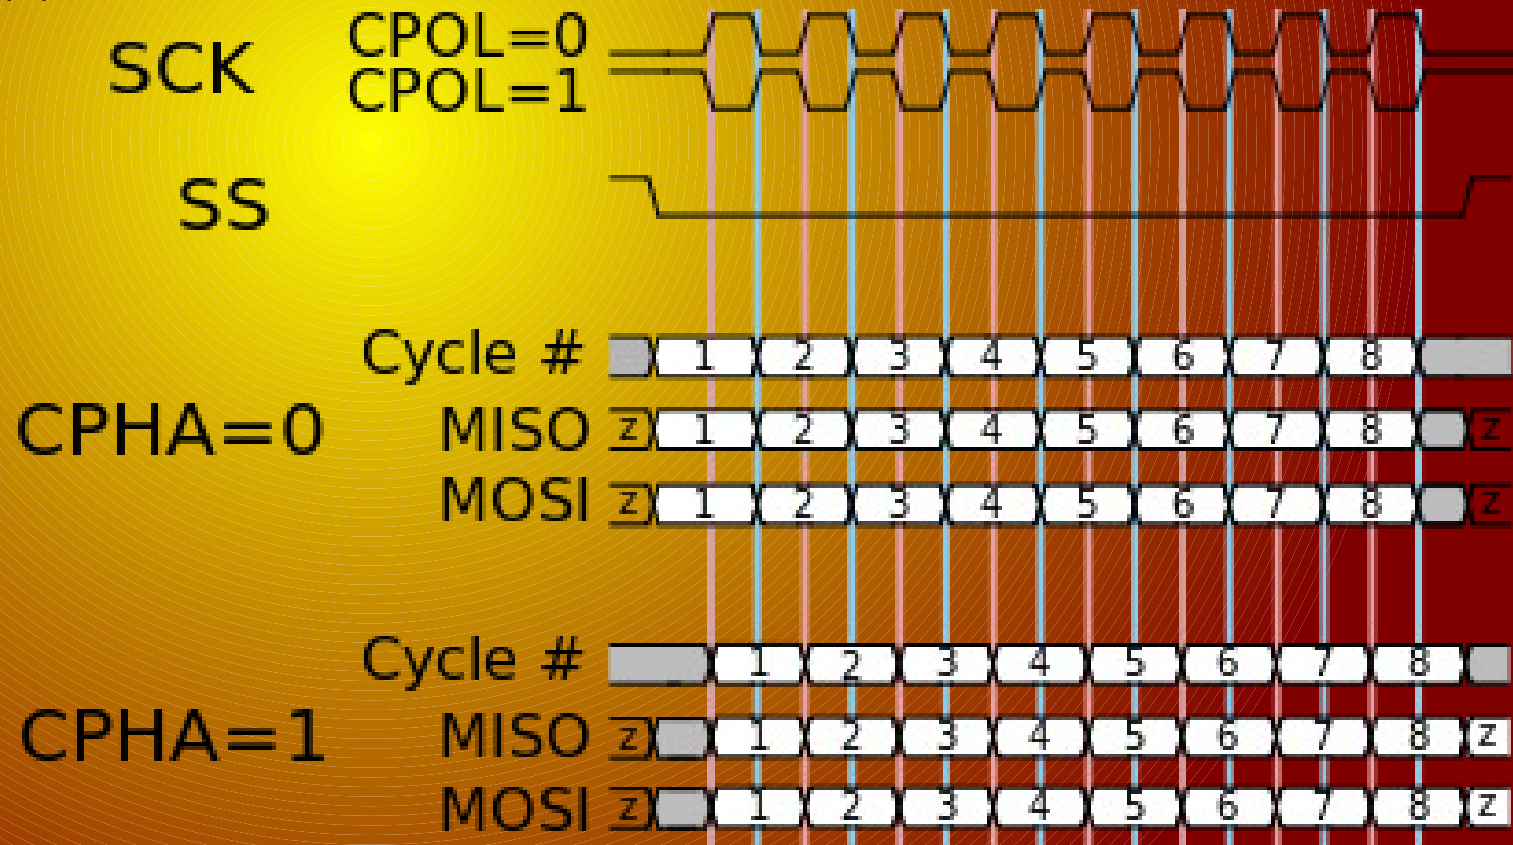 CPOL=0
SCK
CPOL=1
SS
Cycle # 1 2 3 4 5 6 7 8
CPHA=0
MISO z 1 2 3 4 5 6 7 8 z
MOSI z 1 2 3 4 5 6 7 8 z
Cycle # 1 2 3 4 5 6 7 8
CPHA=1
MISO z 1 2 3 4 5 6 7 8 z
MOSI z 1 2 3 4 5 6 7 8 z